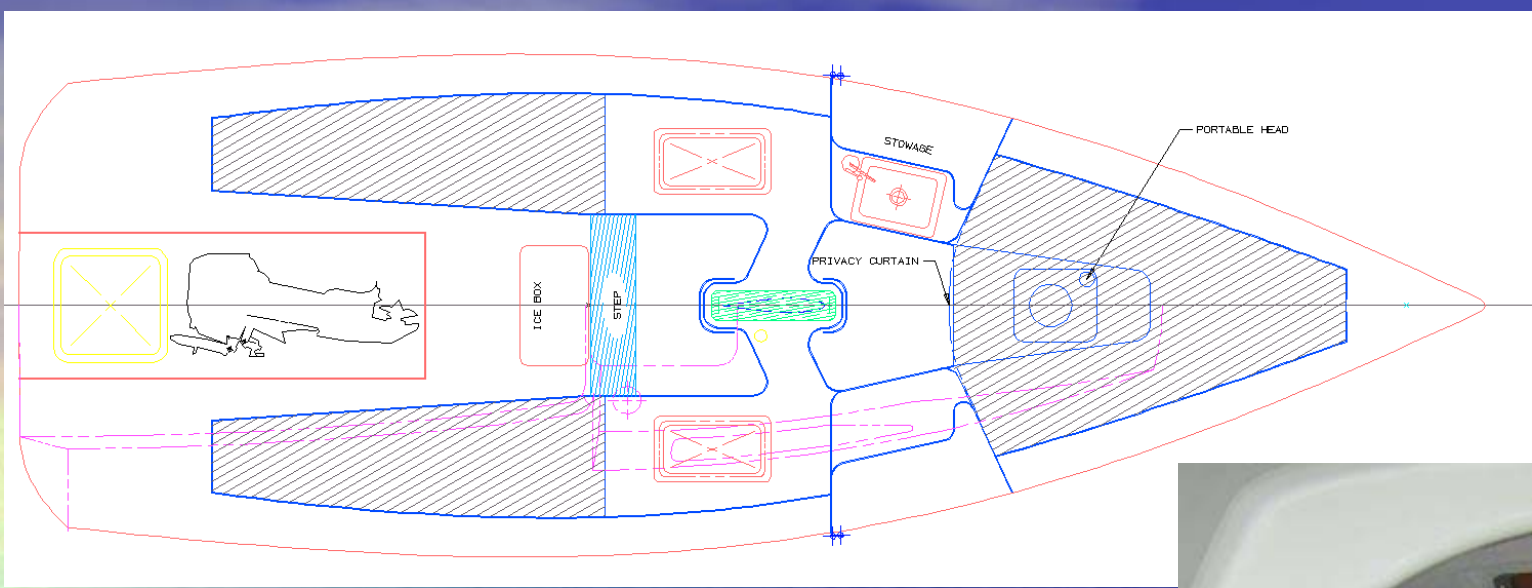 STOWAGE
PORTABLE HEAD
PRIVACY CURTAIN
ICE BOX
STEP